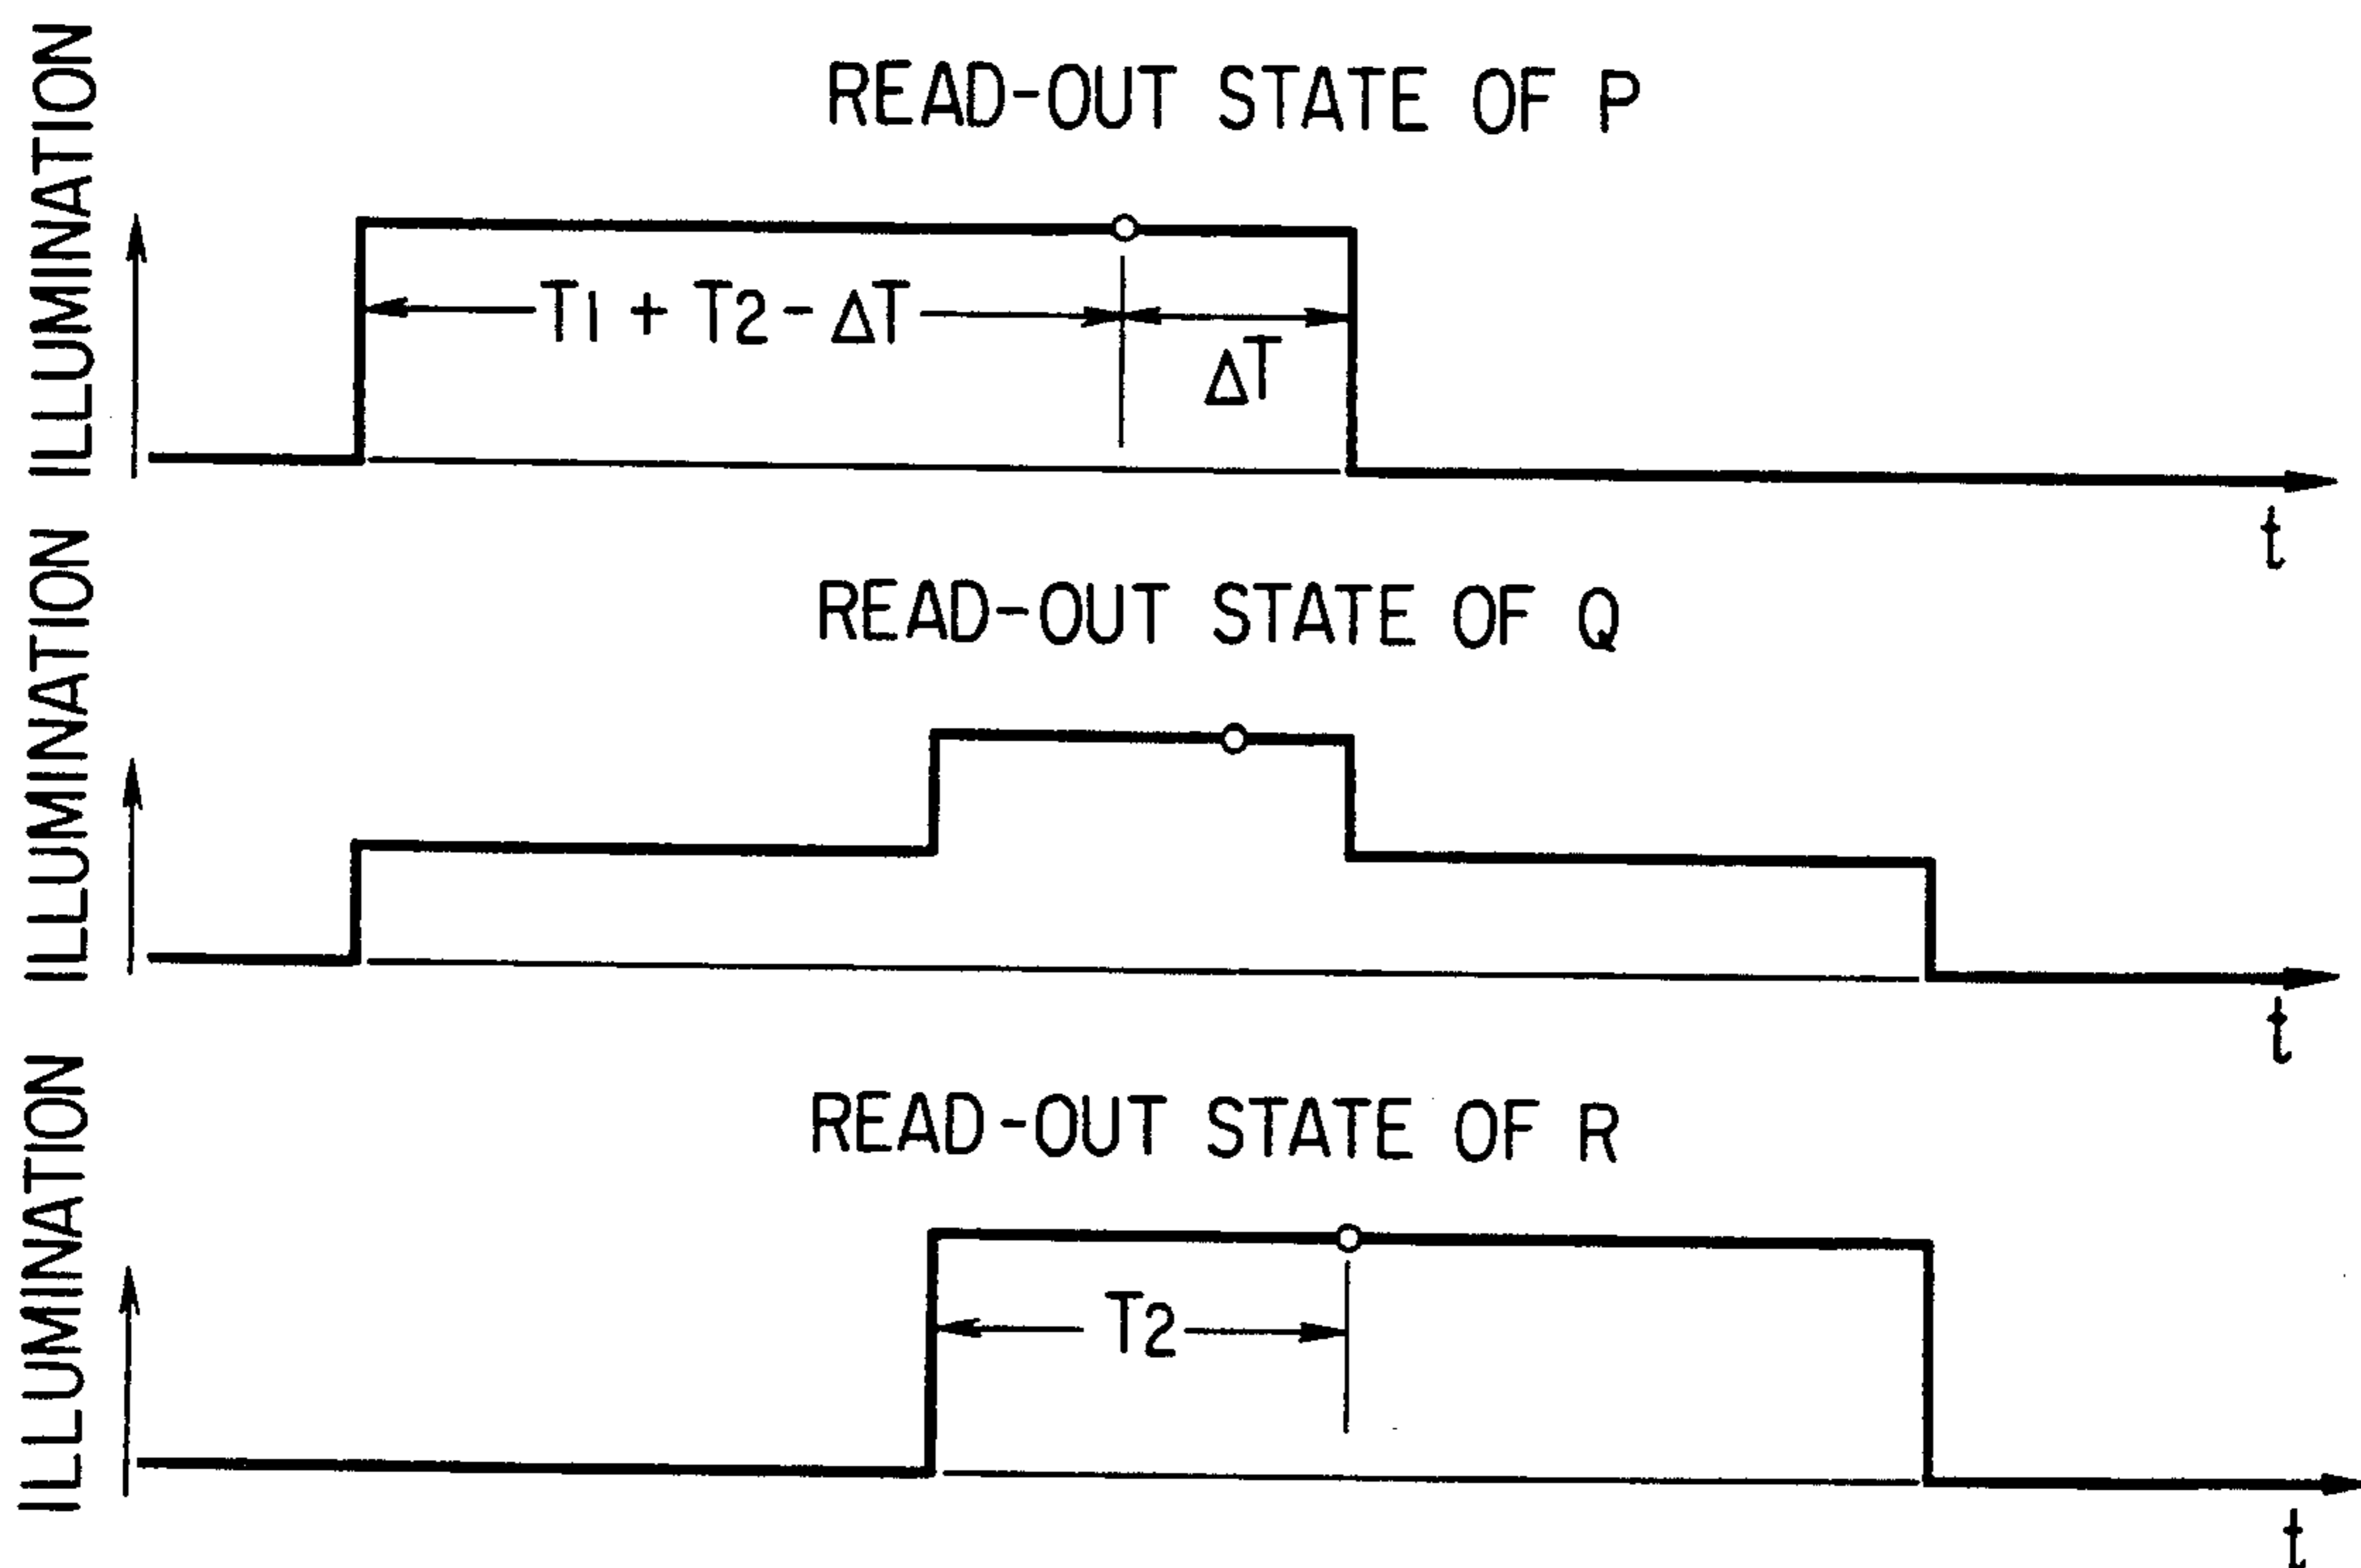 READ-OUT STATE OF P
ILLUMINATION
T1 + T2 - ΔT
ΔT
t
READ-OUT STATE OF Q
ILLUMINATION
t
READ-OUT STATE OF R
ILLUMINATION
T2
t